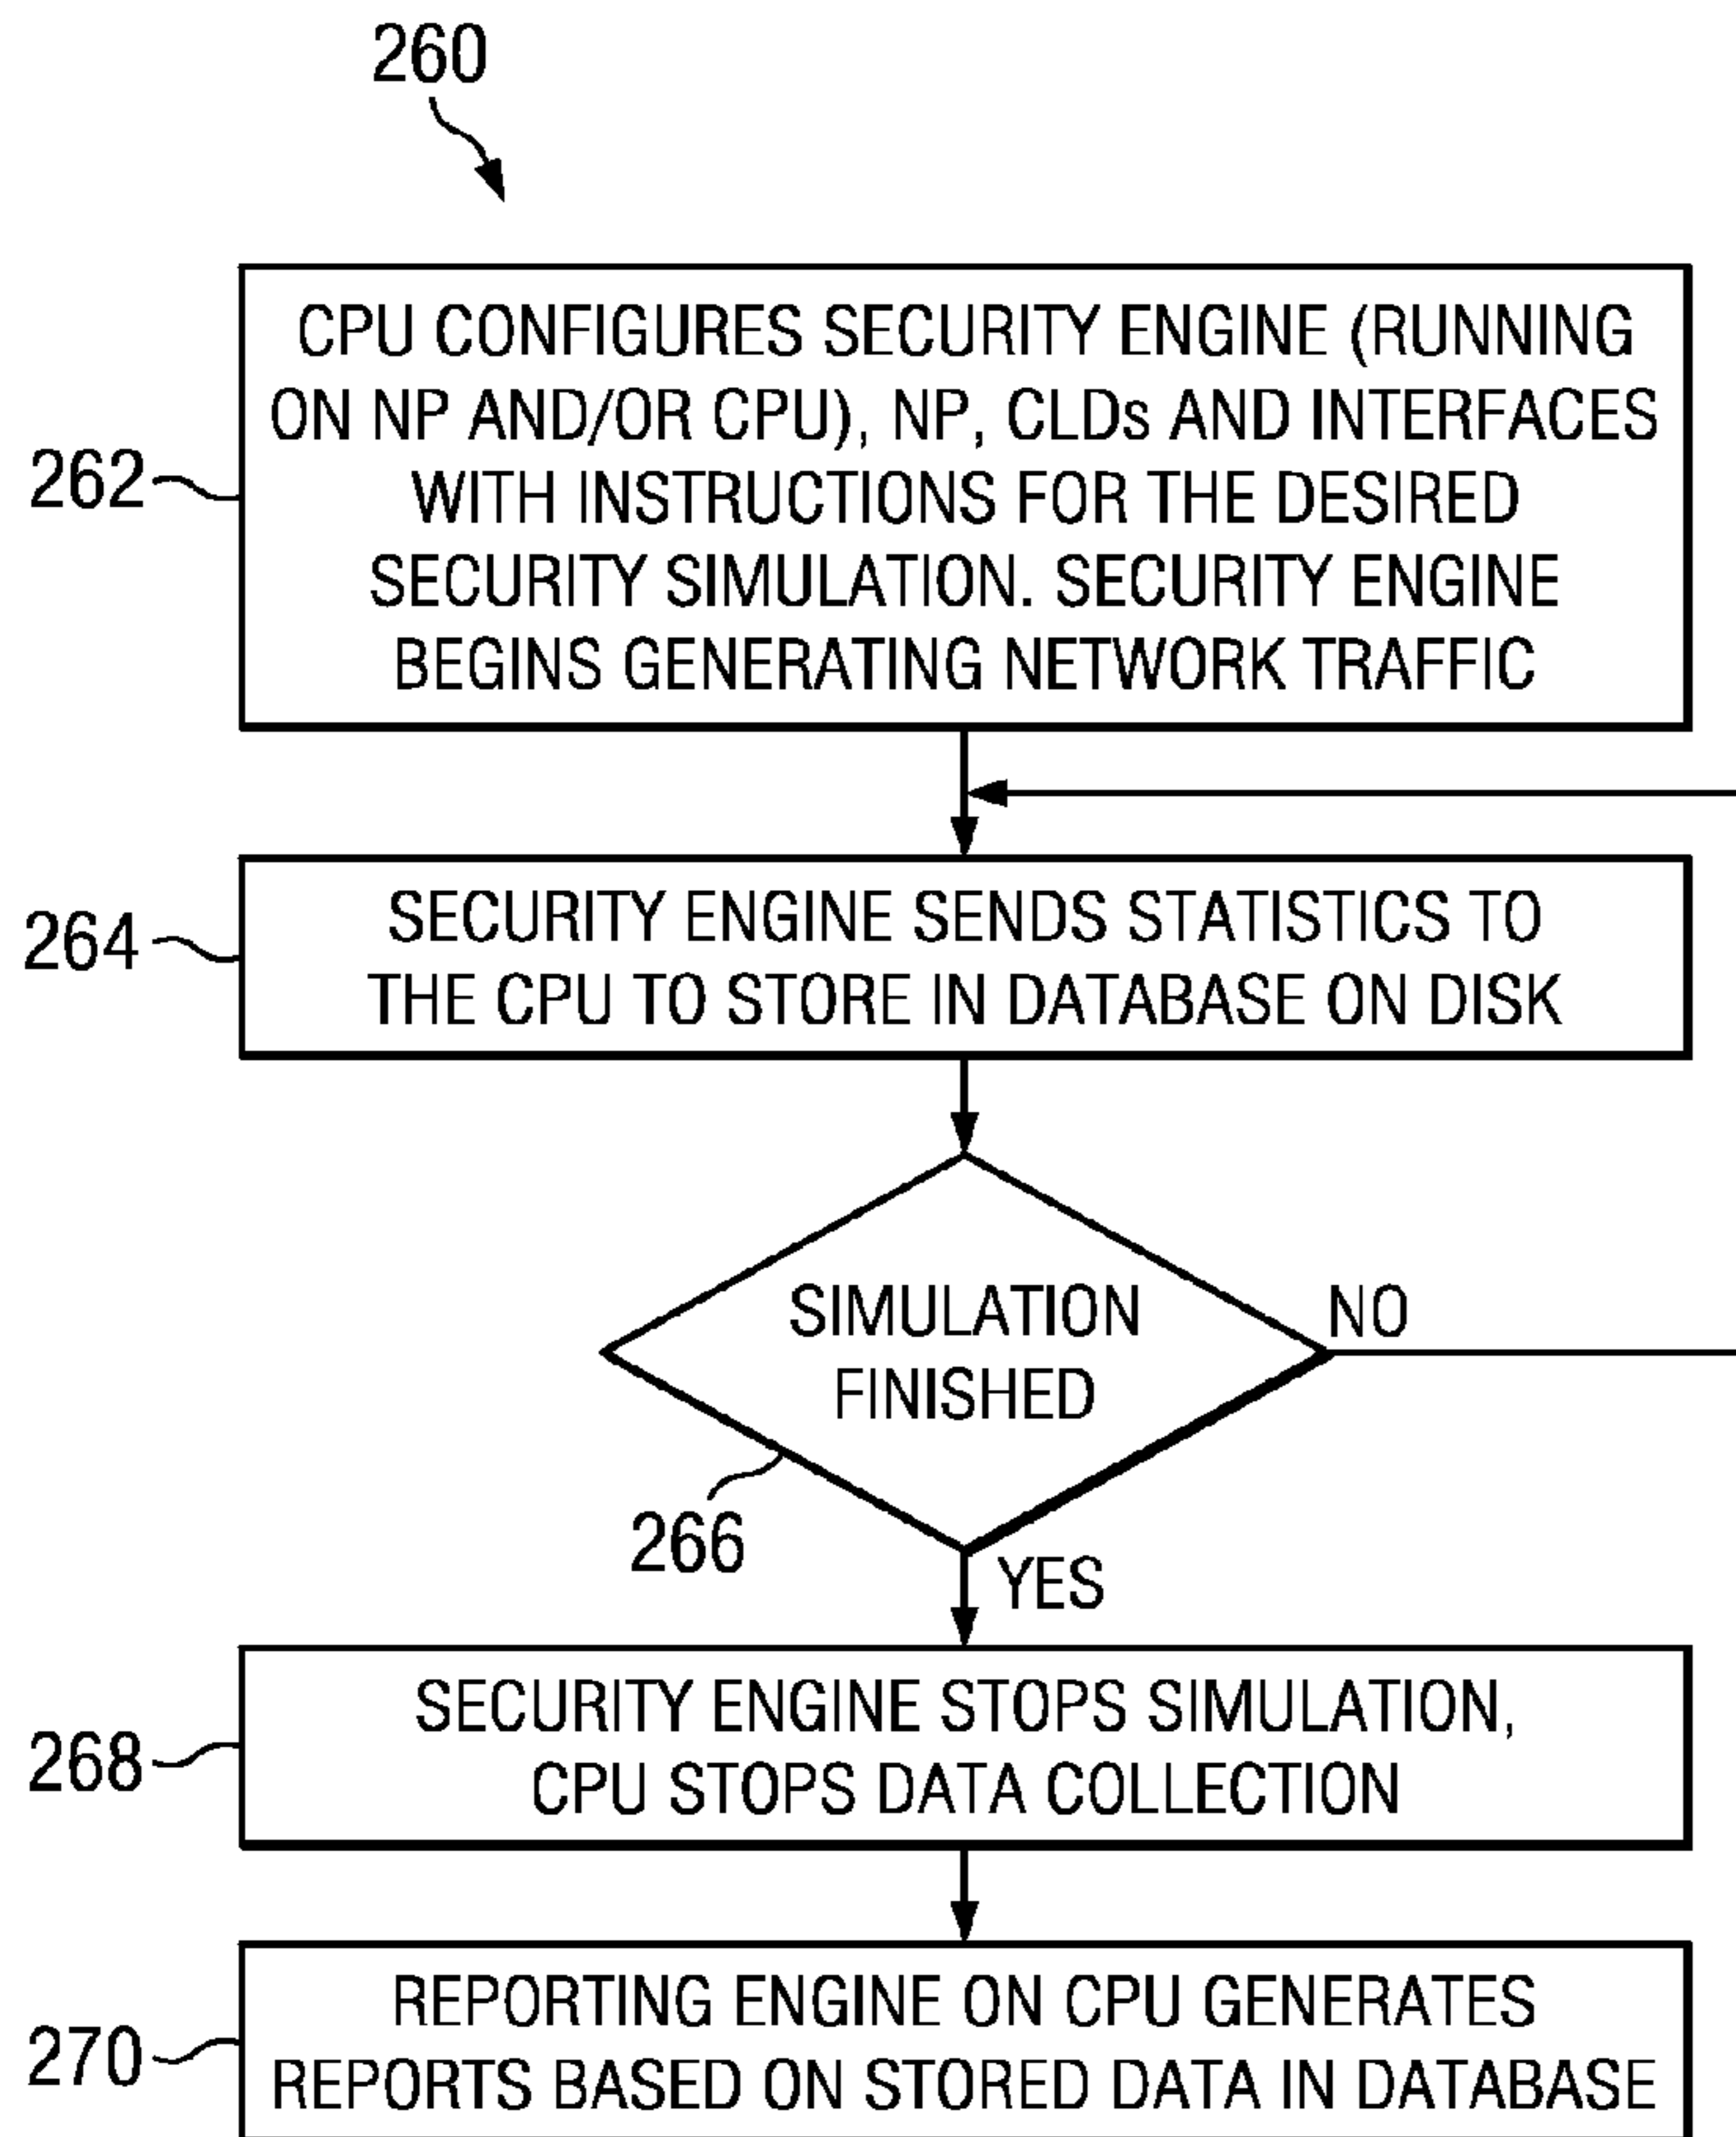 260
CPU CONFIGURES SECURITY ENGINE (RUNNING
ON NP AND/OR CPU), NP, CLDs AND INTERFACES
WITH INSTRUCTIONS FOR THE DESIRED
SECURITY SIMULATION. SECURITY ENGINE
BEGINS GENERATING NETWORK TRAFFIC
262
SECURITY ENGINE SENDS STATISTICS TO
THE CPU TO STORE IN DATABASE ON DISK
264
SIMULATION
FINISHED
NO
266
YES
SECURITY ENGINE STOPS SIMULATION,
CPU STOPS DATA COLLECTION
268
REPORTING ENGINE ON CPU GENERATES
REPORTS BASED ON STORED DATA IN DATABASE
270